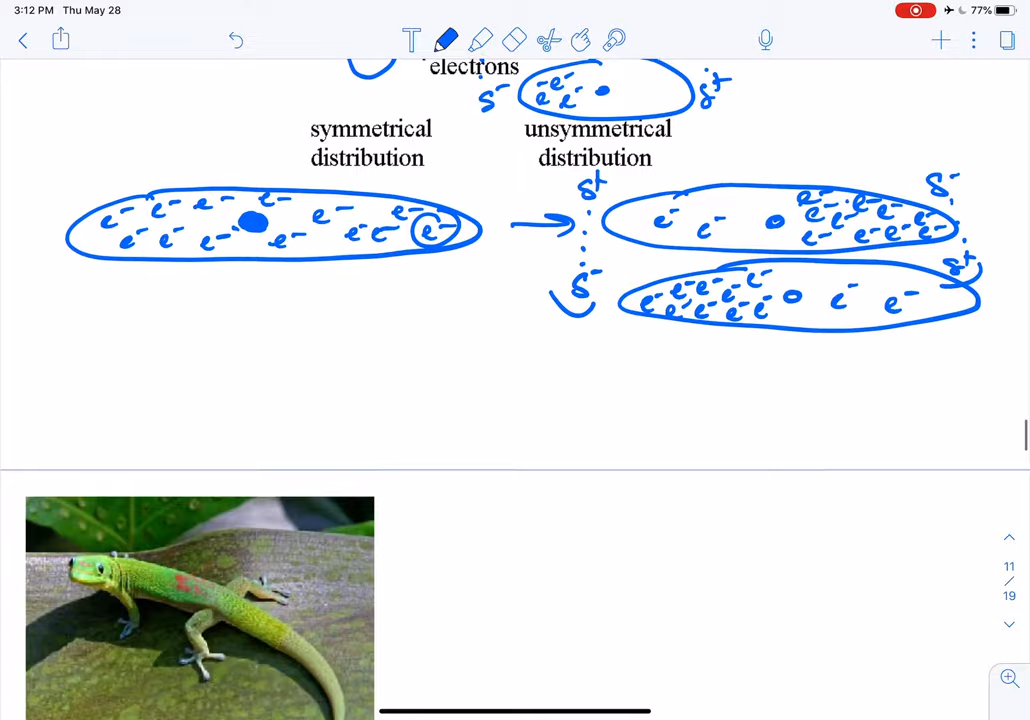 3:12 PM Thu May 28
77%
T
electrons
δ- e- e- e- e- δ+
symmetrical unsymmetrical
distribution distribution
δ+ δ-
e- e- e- e- e- e- e-
e- e- e- e- e- e- e-
e- e- e- e- e- e- e- e- e- e- e-
δ- δ+
e- e- e- e- e- e- e- e- e- e- e-
11
/
19